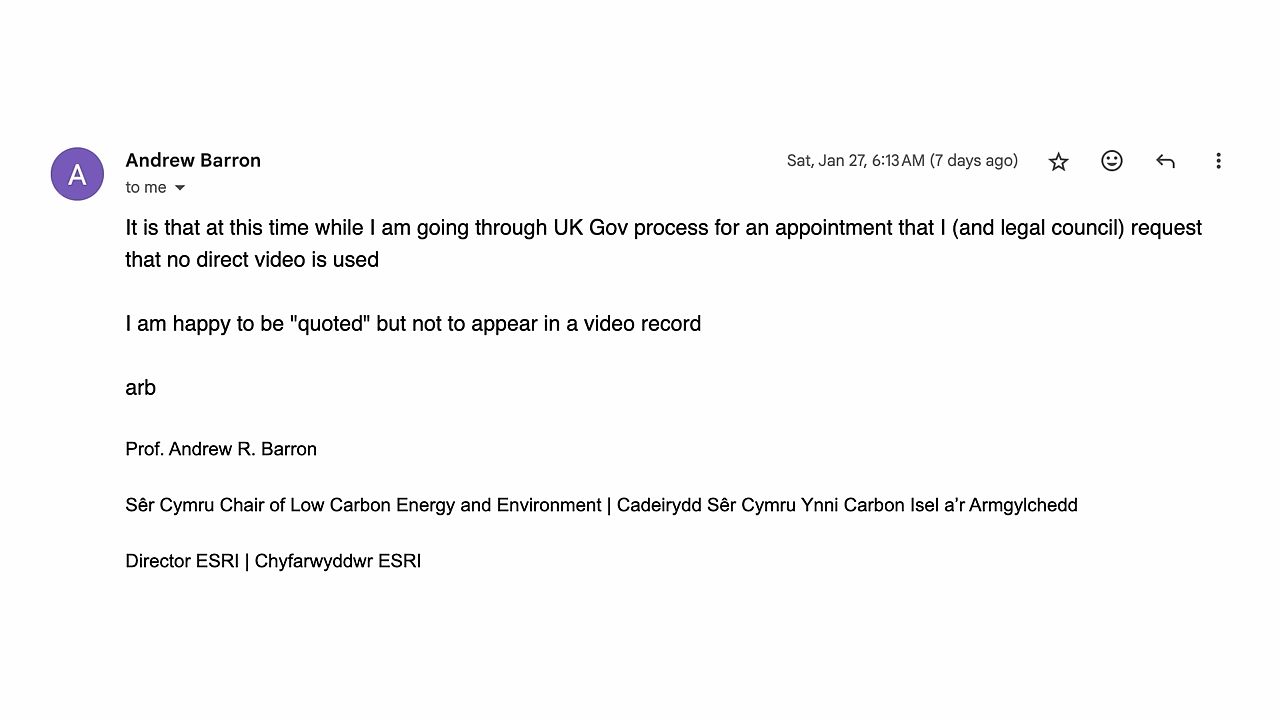 A
Andrew Barron
Sat, Jan 27, 6:13 AM (7 days ago)
to me
It is that at this time while I am going through UK Gov process for an appointment that I (and legal council) request
that no direct video is used
I am happy to be "quoted" but not to appear in a video record
arb
Prof. Andrew R. Barron
Sêr Cymru Chair of Low Carbon Energy and Environment | Cadeirydd Sêr Cymru Ynni Carbon Isel a’r Armgylchedd
Director ESRI | Chyfarwyddwr ESRI